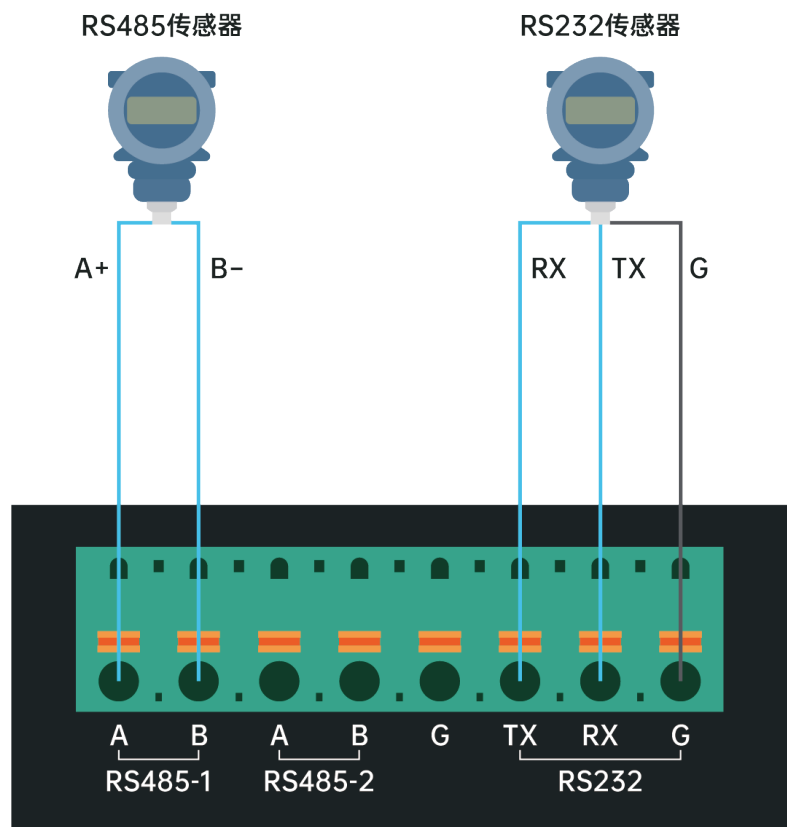 RS485传感器 RS232传感器
A+ B- RX TX G
A B A B G TX RX G
RS485-1 RS485-2 RS232